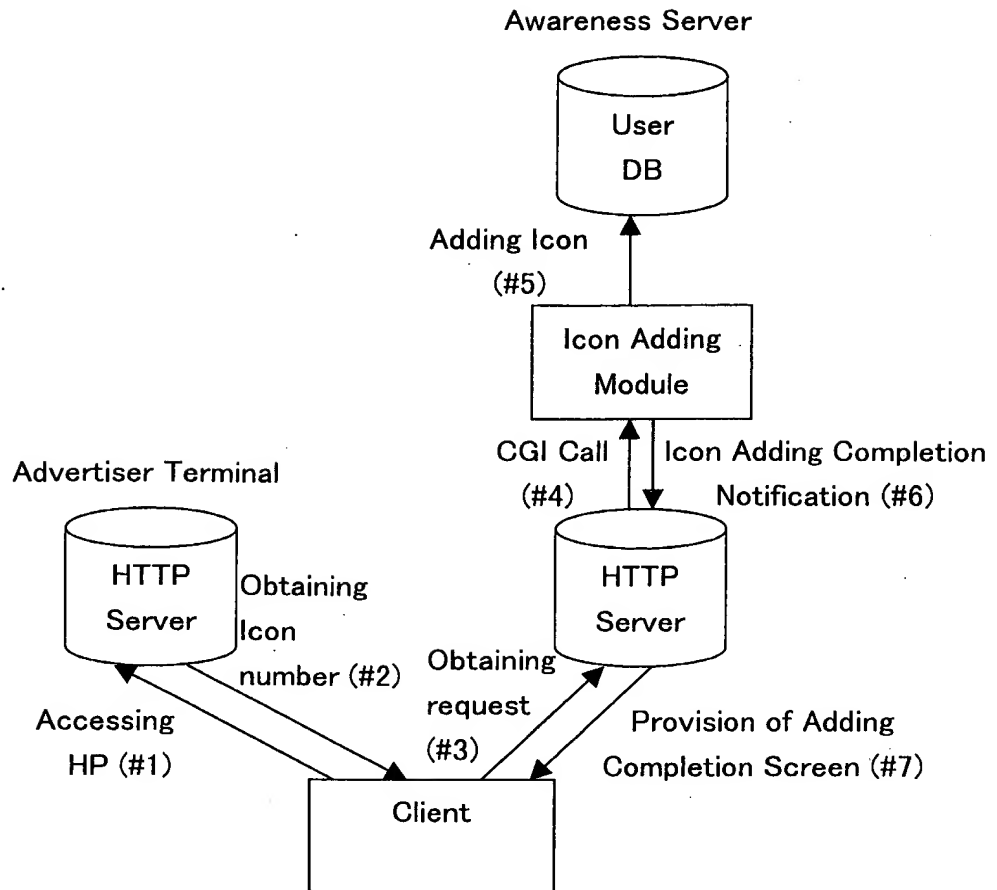 Awareness Server
User
DB
Adding Icon
(#5)
Icon Adding
Module
CGI Call
(#4)
Icon Adding Completion
Notification (#6)
Advertiser Terminal
HTTP
Server
Obtaining
Icon
number (#2)
HTTP
Server
Obtaining
request
(#3)
Accessing
HP (#1)
Provision of Adding
Completion Screen (#7)
Client